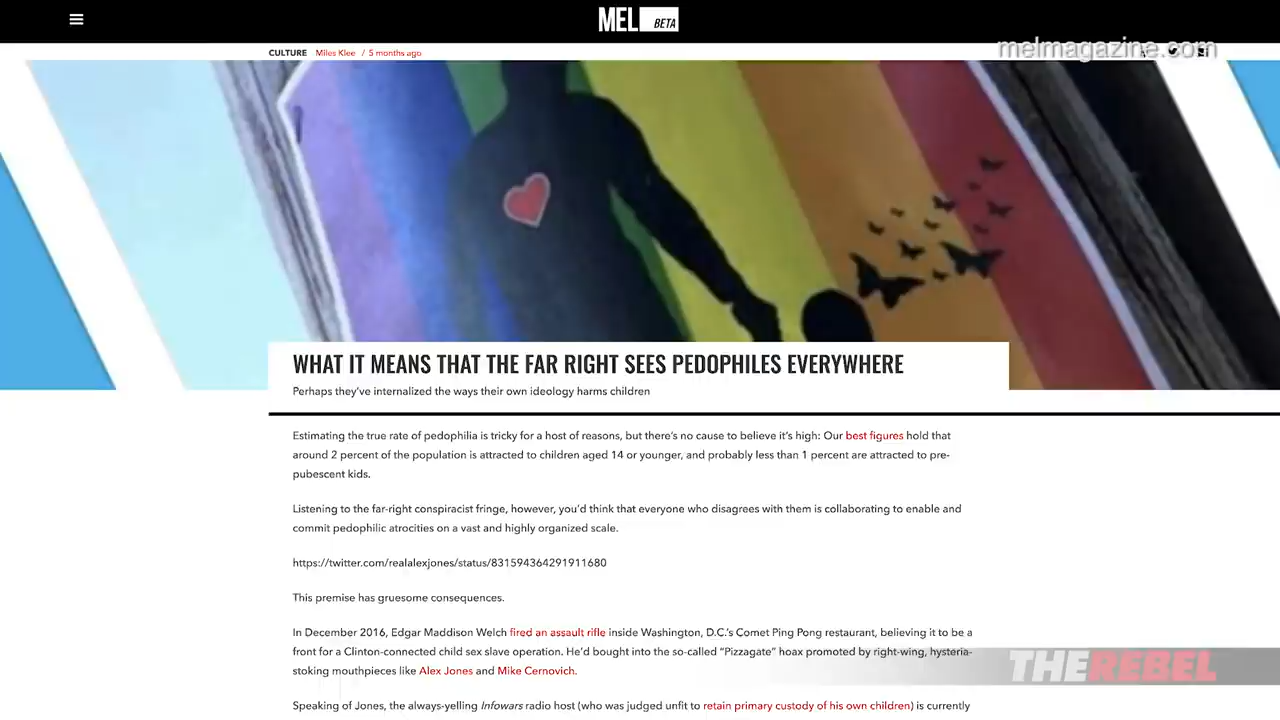 MEL BETA
melmagazine.com
CULTURE Miles Klee / 5 months ago
WHAT IT MEANS THAT THE FAR RIGHT SEES PEDOPHILES EVERYWHERE
Perhaps they've internalized the ways their own ideology harms children
Estimating the true rate of pedophilia is tricky for a host of reasons, but there's no cause to believe it's high: Our best figures hold that
around 2 percent of the population is attracted to children aged 14 or younger, and probably less than 1 percent are attracted to pre-
pubescent kids.
Listening to the far-right conspiracist fringe, however, you'd think that everyone who disagrees with them is collaborating to enable and
commit pedophilic atrocities on a vast and highly organized scale.
https://twitter.com/realalexjones/status/831594364291911680
This premise has gruesome consequences.
In December 2016, Edgar Maddison Welch fired an assault rifle inside Washington, D.C.'s Comet Ping Pong restaurant, believing it to be a
front for a Clinton-connected child sex slave operation. He'd bought into the so-called "Pizzagate" hoax promoted by right-wing, hysteria-
stoking mouthpieces like Alex Jones and Mike Cernovich.
THE REBEL
Speaking of Jones, the always-yelling Infowars radio host (who was judged unfit to retain primary custody of his own children) is currently